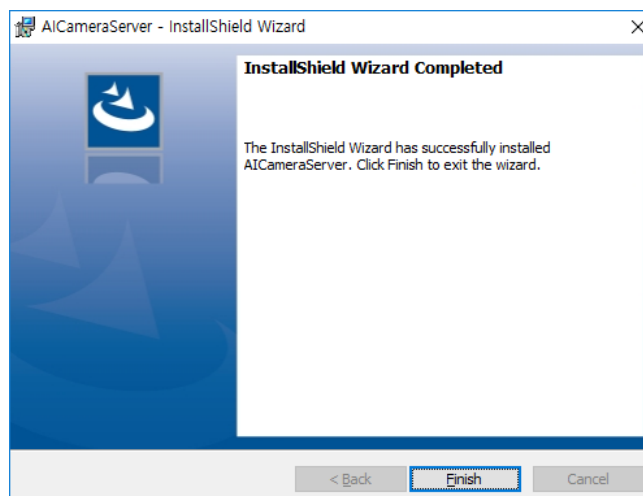 AICameraServer - InstallShield Wizard
InstallShield Wizard Completed
The InstallShield Wizard has successfully installed
AICameraServer. Click Finish to exit the wizard.
< Back
Finish
Cancel